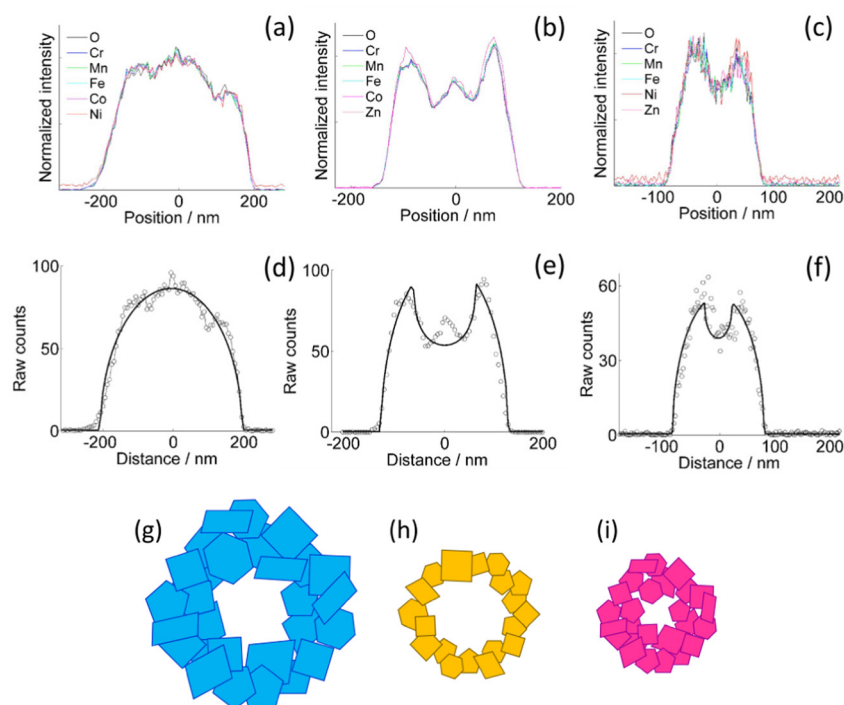 (a)
Normalized intensity
O
Cr
Mn
Fe
Co
Ni
-200
0
200
Position / nm
(b)
Normalized intensity
O
Cr
Mn
Fe
Co
Zn
-200
0
200
Position / nm
(c)
Normalized intensity
O
Cr
Mn
Fe
Ni
Zn
-100
0
100
200
Position / nm
(d)
Raw counts
100
50
0
-200
0
200
Distance / nm
(e)
Raw counts
100
50
0
-200
0
200
Distance / nm
(f)
Raw counts
60
30
0
-100
0
100
200
Distance / nm
(g)
(h)
(i)